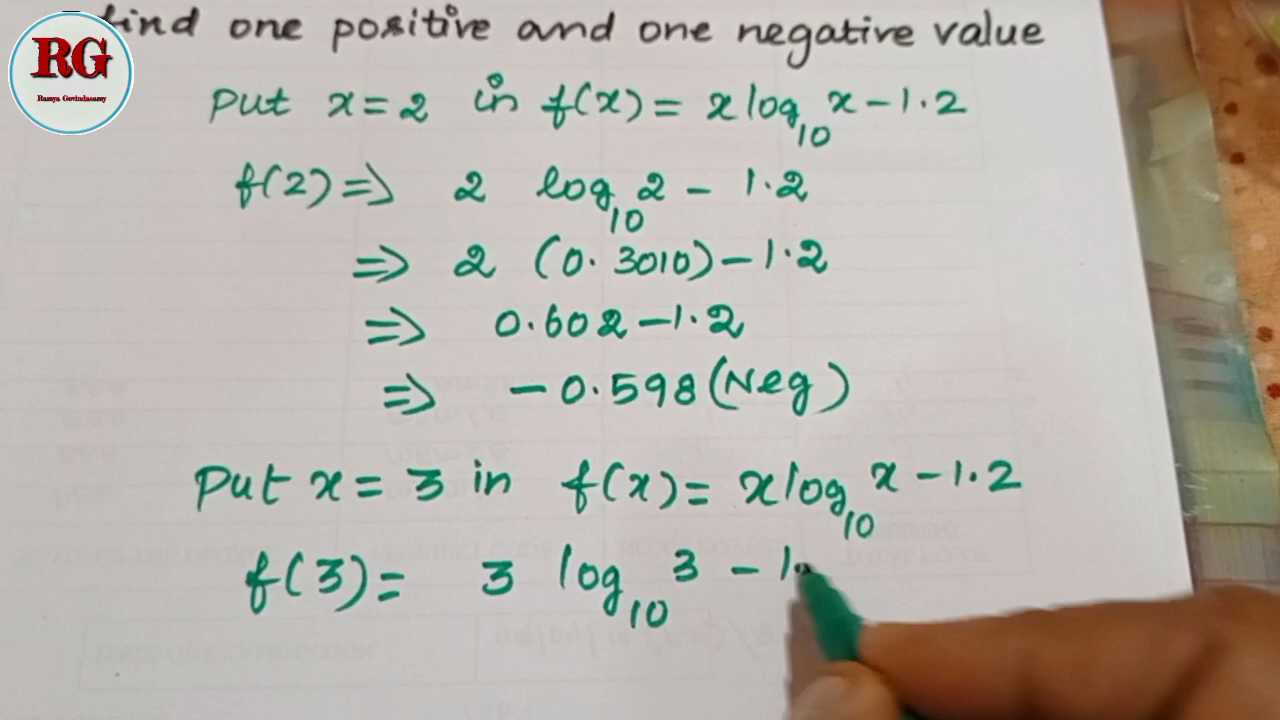 RG
Ramya Govindasamy
find one positive and one negative value
Put x = 2 in f(x) = x log₁₀ x - 1.2
f(2) ⇒ 2 log₁₀ 2 - 1.2
⇒ 2 (0.3010) - 1.2
⇒ 0.602 - 1.2
⇒ - 0.598 (Neg)
Put x = 3 in f(x) = x log₁₀ x - 1.2
f(3) = 3 log₁₀ 3 - 1.